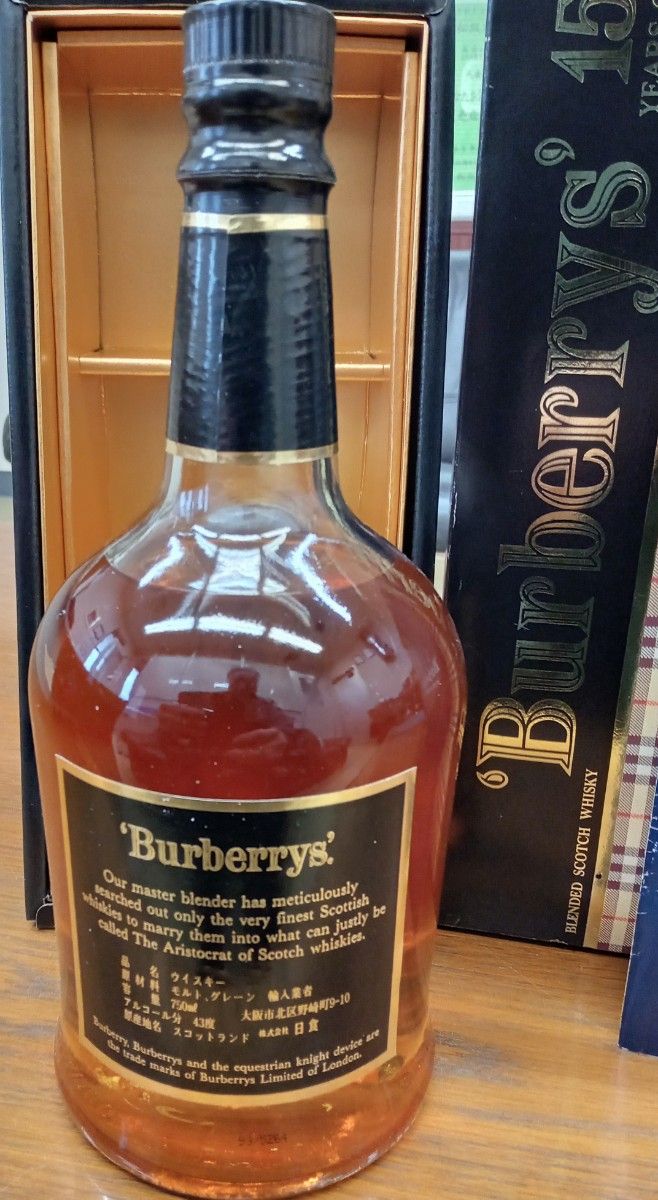 'Burberrys'
Our master blender has meticulously
searched out only the very finest Scottish
whiskies to marry them into what can justly be
called The Aristocrat of Scotch whiskies.
品名 ウイスキー
原材料 モルト、グレーン 輸入業者
容量 750ml 大阪市北区野崎町9-10
アルコール分 43度 株式会社 日食
原産地名 スコットランド
Burberry, Burberrys and the equestrian knight device are
the trade marks of Burberrys Limited of London.
'Burberrys' 15
YEARS
BLENDED SCOTCH WHISKY